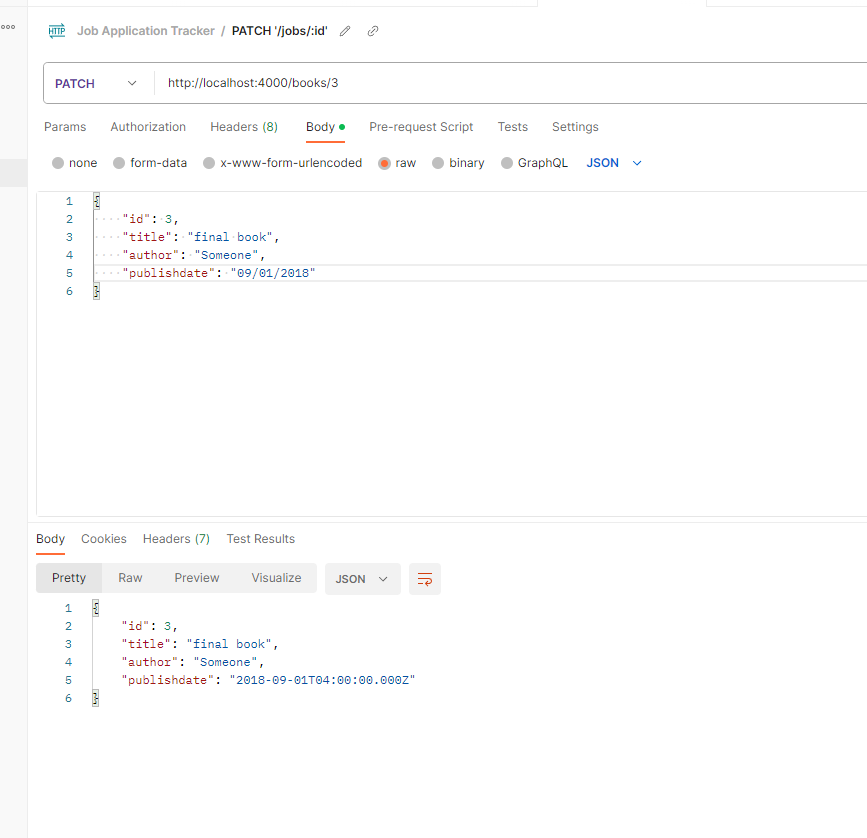 HTTP Job Application Tracker / PATCH '/jobs/:id'
PATCH http://localhost:4000/books/3
Params Authorization Headers (8) Body Pre-request Script Tests Settings
none form-data x-www-form-urlencoded raw binary GraphQL JSON
1 {
2 "id": 3,
3 "title": "final book",
4 "author": "Someone",
5 "publishdate": "09/01/2018"
6 }
Body Cookies Headers (7) Test Results
Pretty Raw Preview Visualize JSON
1 {
2 "id": 3,
3 "title": "final book",
4 "author": "Someone",
5 "publishdate": "2018-09-01T04:00:00.000Z"
6 }